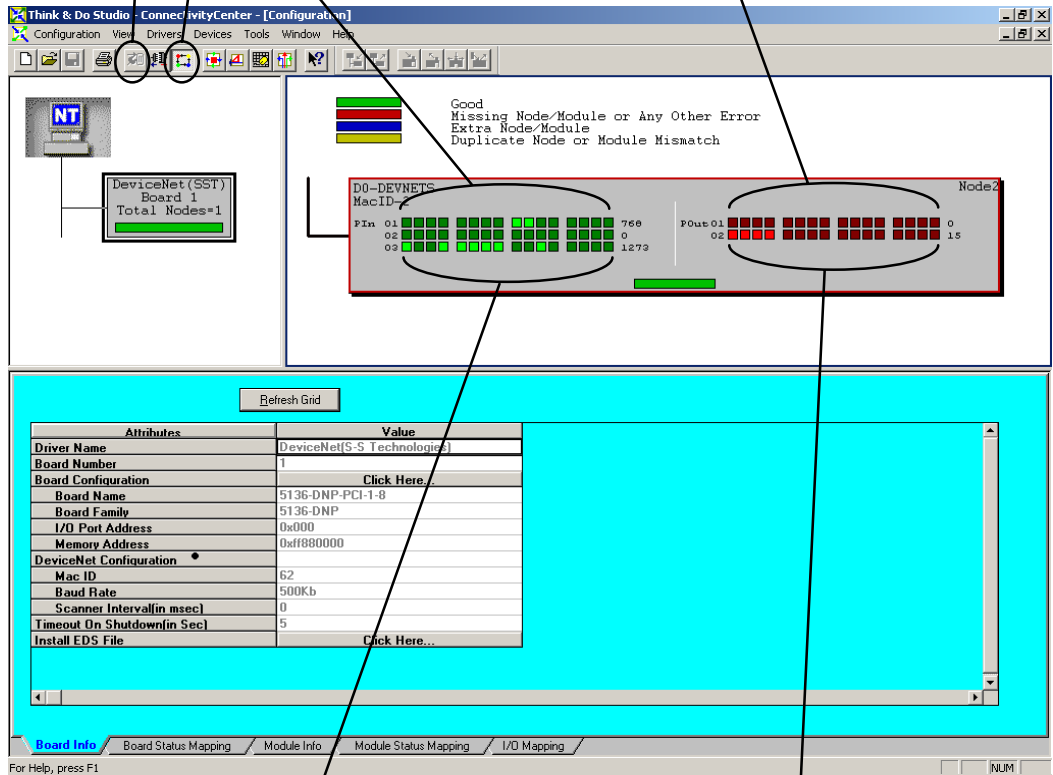 Think & Do Studio - ConnectivityCenter - [Configuration]
Configuration View Drivers Devices Tools Window Help
NT
DeviceNet(SST)
Board 1
Total Nodes=1
Good
Missing Node/Module or Any Other Error
Extra Node/Module
Duplicate Node or Module Mismatch
D0-DEVNETS Node2
MacID-2
PIn 01 768 POut 01 0
02 0 02 15
03 1273
Refresh Grid
Attributes Value
Driver Name DeviceNet(S-S Technologies)
Board Number 1
Board Configuration Click Here...
Board Name 5136-DNP-PCI-1-8
Board Family 5136-DNP
I/O Port Address 0x000
Memory Address 0xff880000
DeviceNet Configuration
Mac ID 62
Baud Rate 500Kb
Scanner Interval(in msec) 0
Timeout On Shutdown(in Sec) 5
Install EDS File Click Here...
Board Info Board Status Mapping Module Info Module Status Mapping I/O Mapping
For Help, press F1 NUM